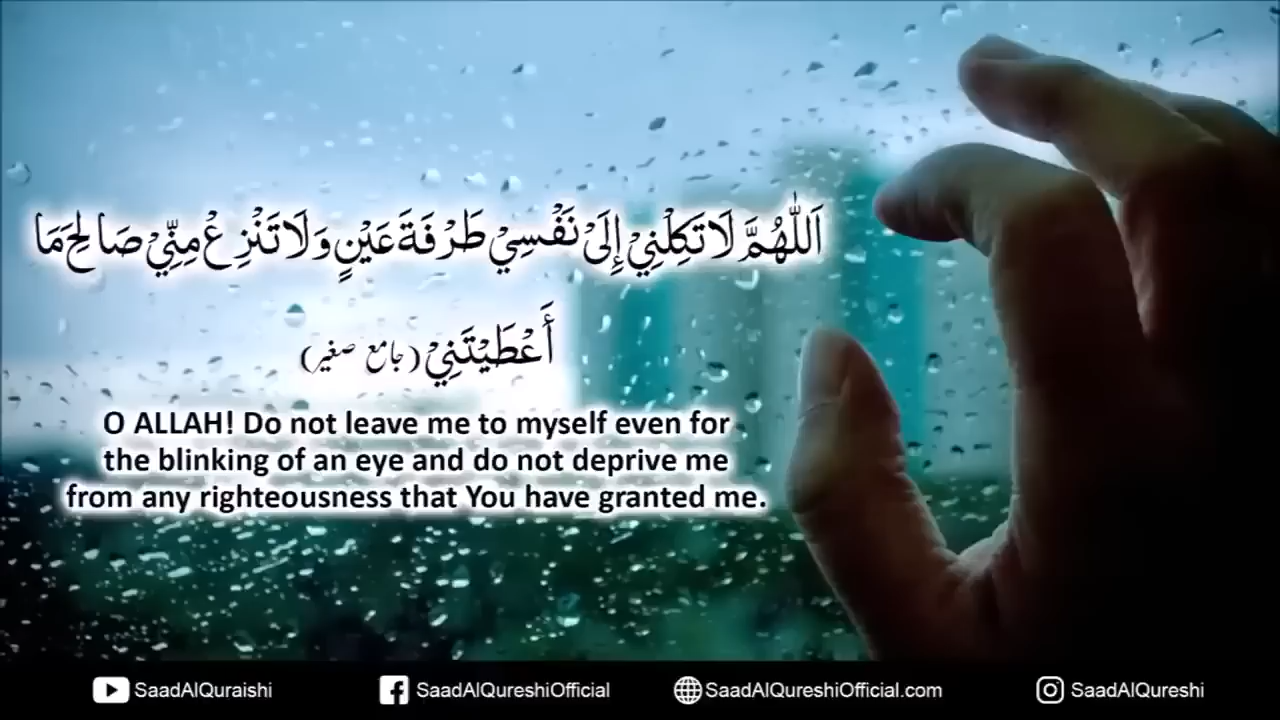 اَللّٰهُمَّ لَا تَكِلْنِيْ إِلَىْ نَفْسِيْ طَرْفَةَ عَيْنٍ وَلَا تَنْزِعْ مِنِّيْ صَالِحَ مَا
أَعْطَيْتَنِيْ (جامع صغیر)
O ALLAH! Do not leave me to myself even for
the blinking of an eye and do not deprive me
from any righteousness that You have granted me.
SaadAlQuraishi SaadAlQureshiOfficial SaadAlQureshiOfficial.com SaadAlQureshi